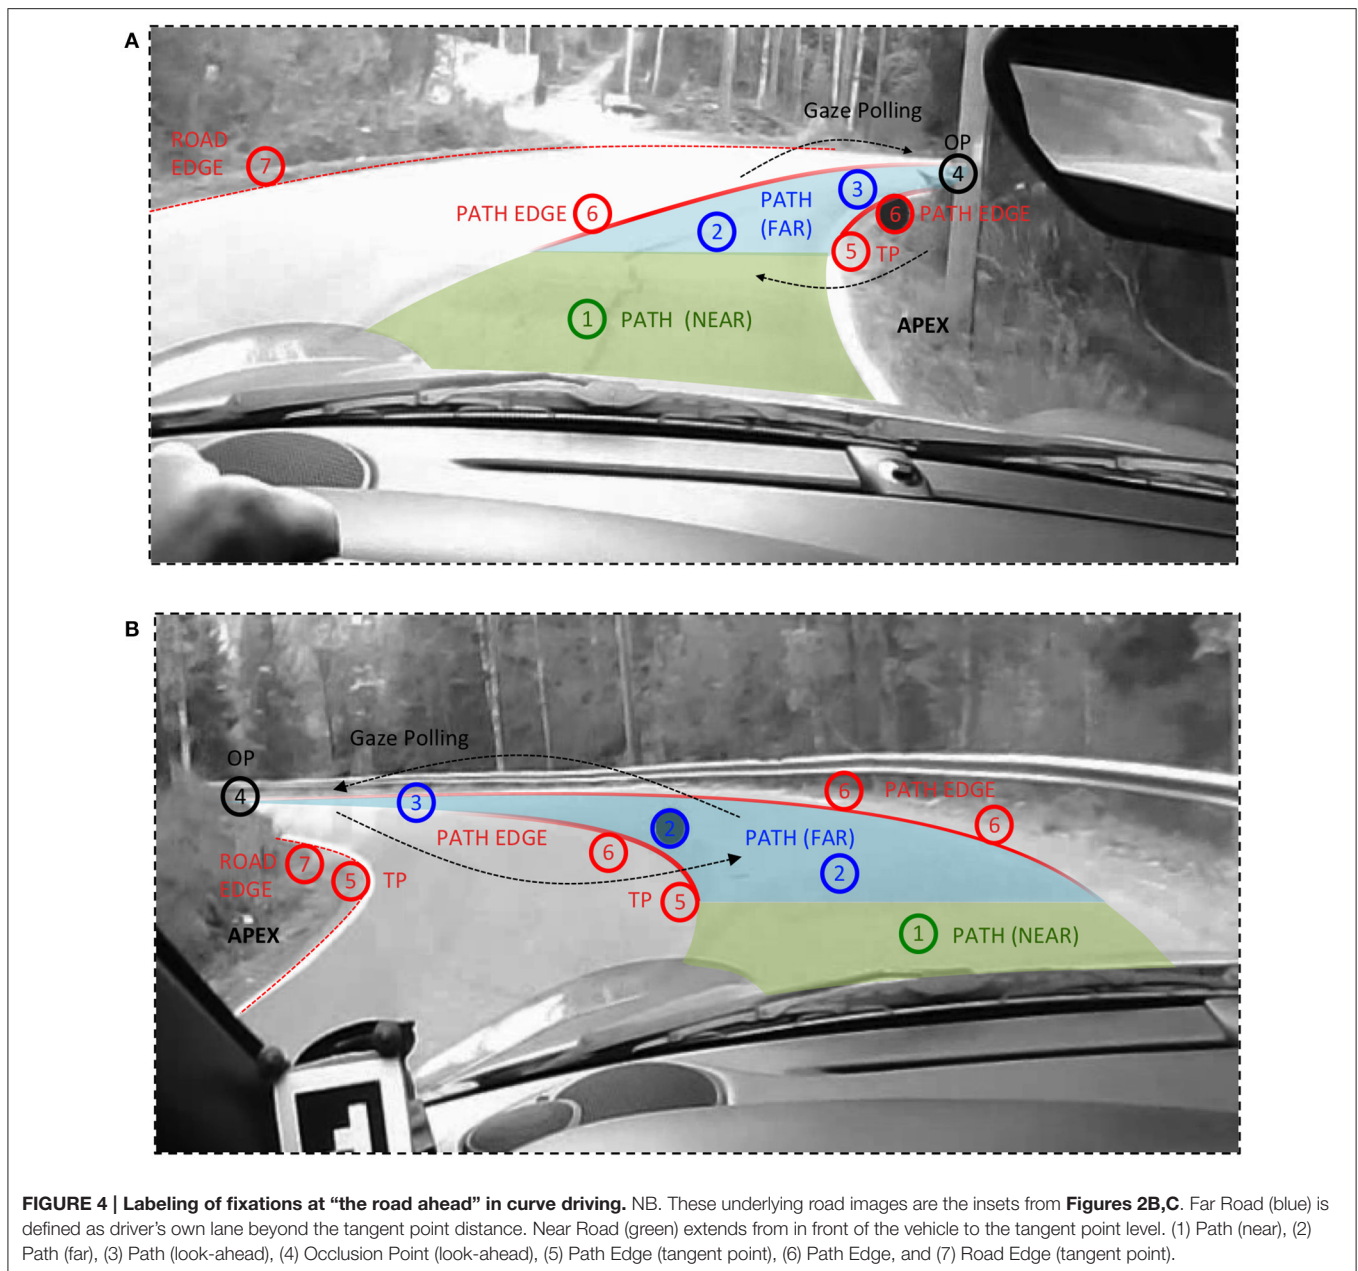 A
Gaze Polling
ROAD
EDGE
7
OP
4
3
PATH
(FAR)
PATH EDGE
6
6
PATH EDGE
2
5
TP
1
PATH (NEAR)
APEX
B
Gaze Polling
OP
4
3
6
PATH EDGE
6
PATH EDGE
2
PATH (FAR)
6
ROAD
EDGE
7
5
TP
2
TP
5
APEX
1
PATH (NEAR)
FIGURE 4 | Labeling of fixations at “the road ahead” in curve driving. NB. These underlying road images are the insets from Figures 2B,C. Far Road (blue) is
defined as driver’s own lane beyond the tangent point distance. Near Road (green) extends from in front of the vehicle to the tangent point level. (1) Path (near), (2)
Path (far), (3) Path (look-ahead), (4) Occlusion Point (look-ahead), (5) Path Edge (tangent point), (6) Path Edge, and (7) Road Edge (tangent point).